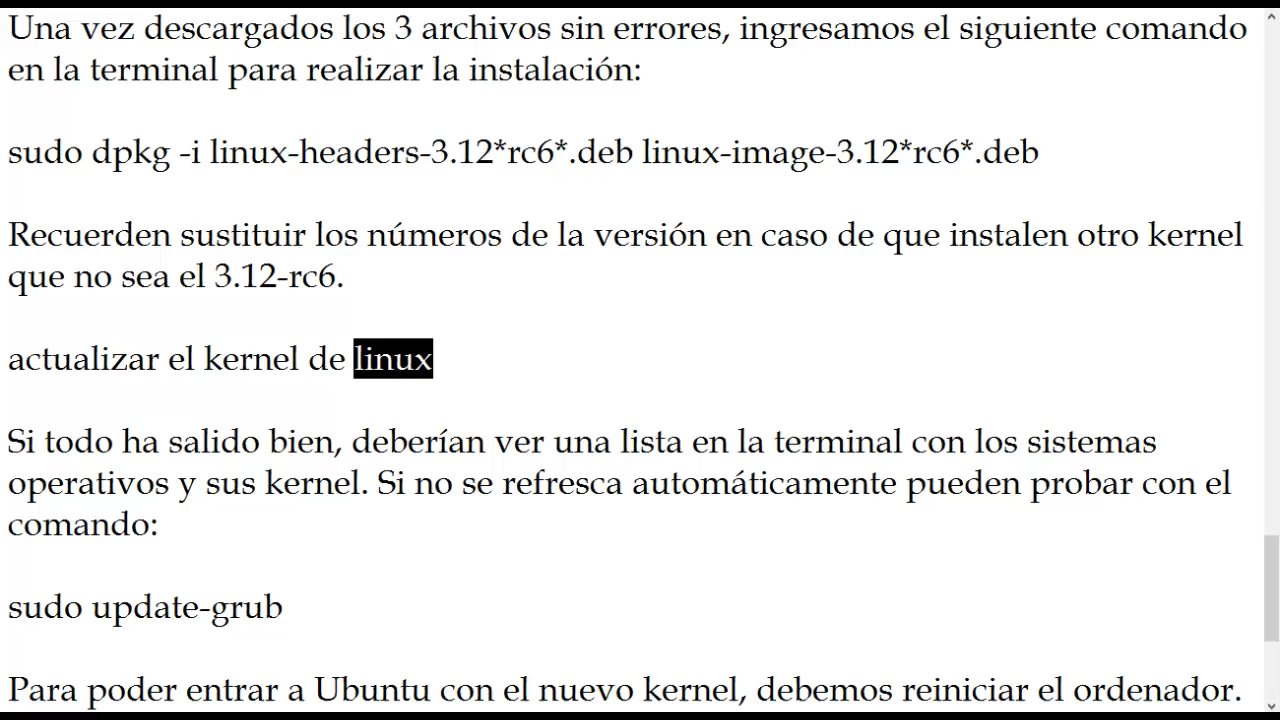 Una vez descargados los 3 archivos sin errores, ingresamos el siguiente comando
en la terminal para realizar la instalación:
sudo dpkg -i linux-headers-3.12*rc6*.deb linux-image-3.12*rc6*.deb
Recuerden sustituir los números de la versión en caso de que instalen otro kernel
que no sea el 3.12-rc6.
actualizar el kernel de linux
Si todo ha salido bien, deberían ver una lista en la terminal con los sistemas
operativos y sus kernel. Si no se refresca automáticamente pueden probar con el
comando:
sudo update-grub
Para poder entrar a Ubuntu con el nuevo kernel, debemos reiniciar el ordenador.